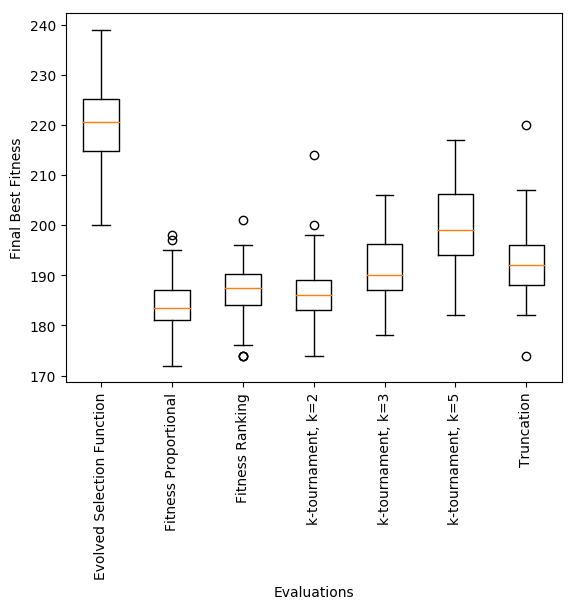 Final Best Fitness
240
230
220
210
200
190
180
170
Evolved Selection Function
Fitness Proportional
Fitness Ranking
k-tournament, k=2
k-tournament, k=3
k-tournament, k=5
Truncation
Evaluations